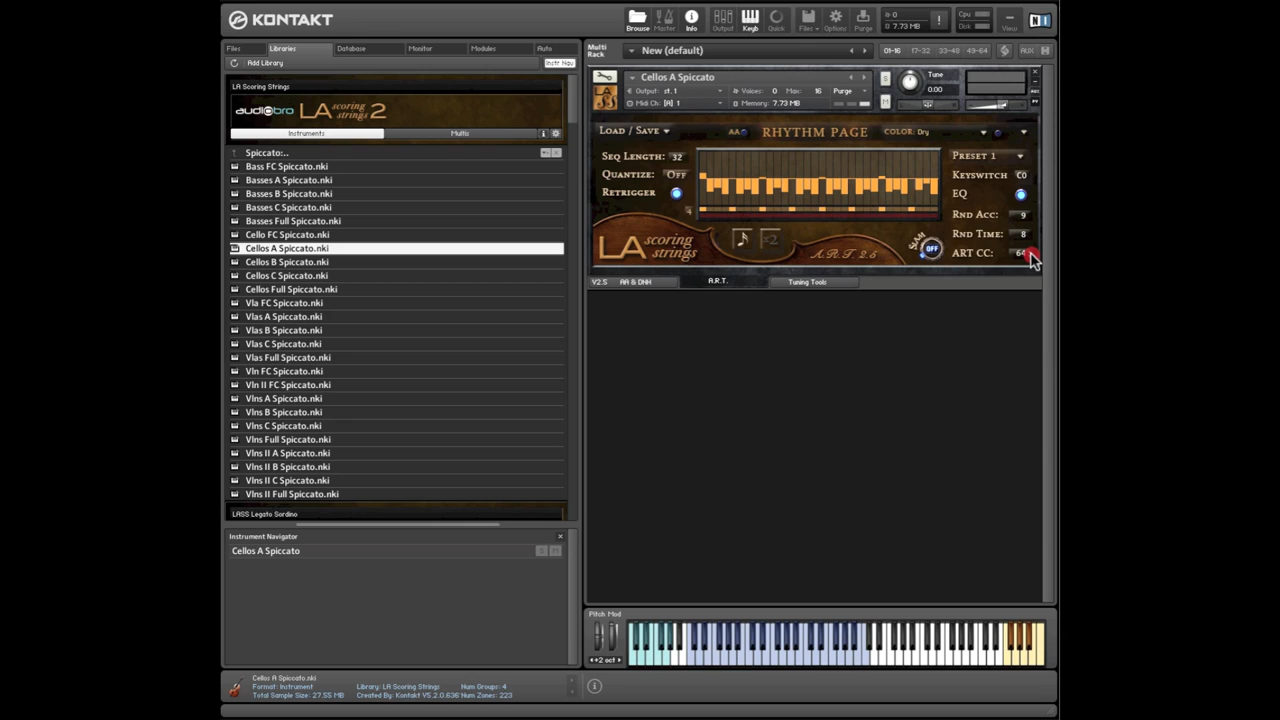 KONTAKT
Browse Master Info Output Keyb Quick Files Options Purge
0
7.73 MB
!
Cpu
Disk
NI
Files Libraries Database Monitor Modules Auto
Add Library
Instr Nav
LA Scoring Strings
audiobro LA scoring strings 2
Instruments Multis
Spiccato:..
Bass FC Spiccato.nki
Basses A Spiccato.nki
Basses B Spiccato.nki
Basses C Spiccato.nki
Basses Full Spiccato.nki
Cello FC Spiccato.nki
Cellos A Spiccato.nki
Cellos B Spiccato.nki
Cellos C Spiccato.nki
Cellos Full Spiccato.nki
Vla FC Spiccato.nki
Vlas A Spiccato.nki
Vlas B Spiccato.nki
Vlas C Spiccato.nki
Vlas Full Spiccato.nki
Vln FC Spiccato.nki
Vln II FC Spiccato.nki
Vlns A Spiccato.nki
Vlns B Spiccato.nki
Vlns C Spiccato.nki
Vlns Full Spiccato.nki
Vlns II A Spiccato.nki
Vlns II B Spiccato.nki
Vlns II C Spiccato.nki
Vlns II Full Spiccato.nki
LASS Legato Sordino
Instrument Navigator
Cellos A Spiccato
Multi Rack
New (default)
01-16 17-32 33-48 49-64 AUX
Cellos A Spiccato
Output: st.1 Voices: 0 Max: 16 Purge
Midi Ch: [A] 1 Memory: 7.73 MB
S
M
Tune
0.00
LOAD / SAVE AA RHYTHM PAGE COLOR: Dry
SEQ LENGTH: 32
QUANTIZE: OFF
RETRIGGER
4
PRESET 1
KEYSWITCH C0
EQ
RND ACC: 9
RND TIME: 8
ART CC: 64
LA scoring strings
x2
A.R.T. 2.5
SLAM
OFF
V2.5 AA & DNH A.R.T. Tuning Tools
Pitch Mod
+2 oct
Cellos A Spiccato.nki
Format: Instrument Library: LA Scoring Strings Num Groups: 4
Total Sample Size: 27.55 MB Created By: Kontakt V5.2.0.636 Num Zones: 223